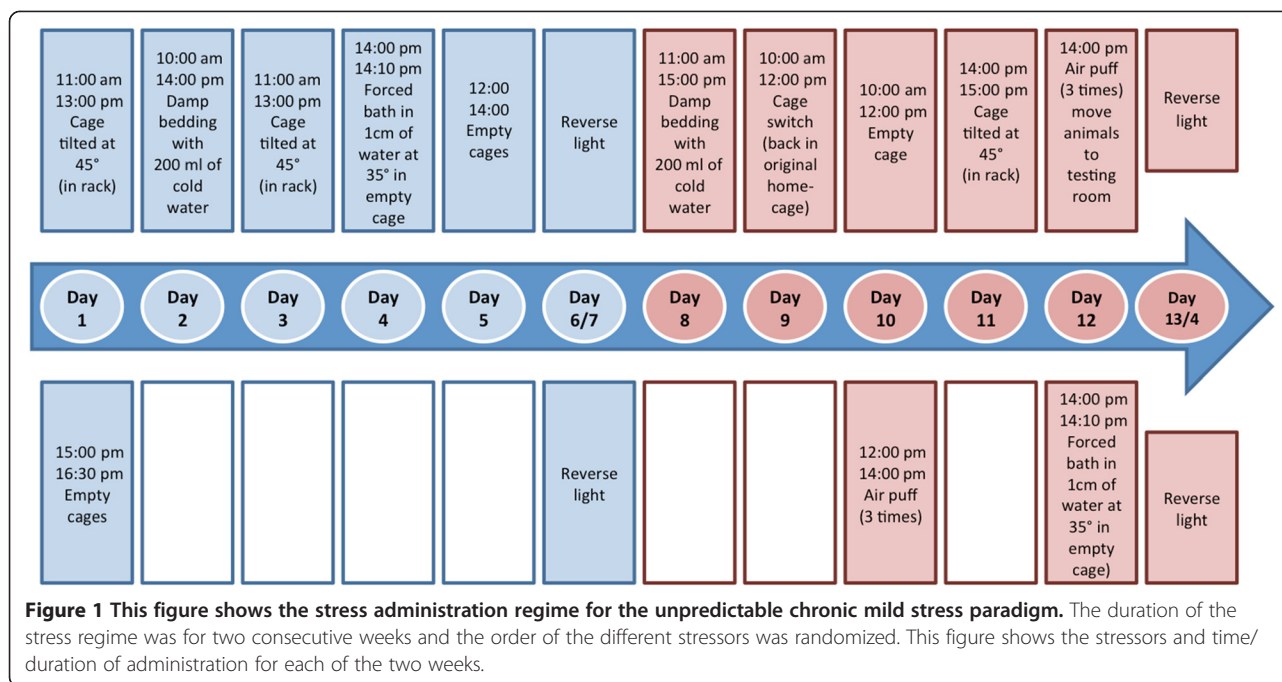 11:00 am
13:00 pm
Cage
tilted at
45°
(in rack)
10:00 am
14:00 pm
Damp
bedding
with
200 ml of
cold
water
11:00 am
13:00 pm
Cage
tilted at
45°
(in rack)
14:00 pm
14:10 pm
Forced
bath in
1cm of
water at
35° in
empty
cage
12:00
14:00
Empty
cages
Reverse
light
11:00 am
15:00 pm
Damp
bedding
with
200 ml of
cold
water
10:00 am
12:00 pm
Cage
switch
(back in
original
home-
cage)
10:00 am
12:00 pm
Empty
cage
14:00 pm
15:00 pm
Cage
tilted at
45°
(in rack)
14:00 pm
Air puff
(3 times)
move
animals
to
testing
room
Reverse
light
Day
1
Day
2
Day
3
Day
4
Day
5
Day
6/7
Day
8
Day
9
Day
10
Day
11
Day
12
Day
13/4
15:00 pm
16:30 pm
Empty
cages
Reverse
light
12:00 pm
14:00 pm
Air puff
(3 times)
14:00 pm
14:10 pm
Forced
bath in
1cm of
water at
35° in
empty
cage)
Reverse
light
Figure 1 This figure shows the stress administration regime for the unpredictable chronic mild stress paradigm. The duration of the
stress regime was for two consecutive weeks and the order of the different stressors was randomized. This figure shows the stressors and time/
duration of administration for each of the two weeks.